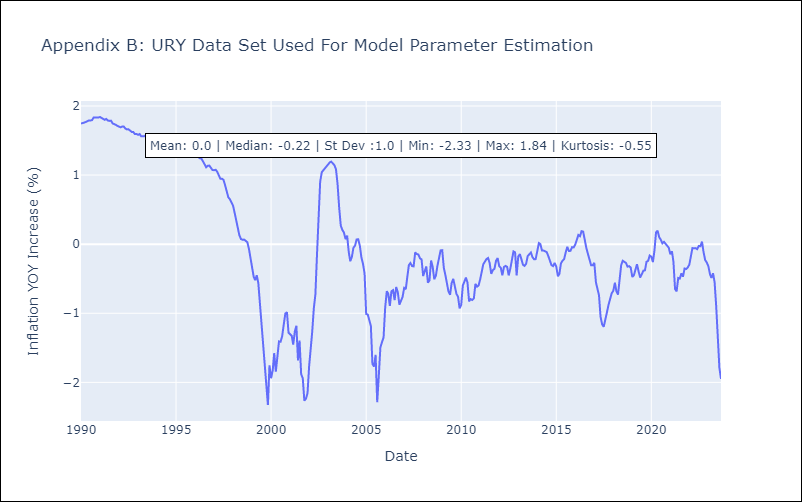 Appendix B: URY Data Set Used For Model Parameter Estimation
Mean: 0.0 | Median: -0.22 | St Dev :1.0 | Min: -2.33 | Max: 1.84 | Kurtosis: -0.55
Inflation YOY Increase (%)
2
1
0
−1
−2
1990 1995 2000 2005 2010 2015 2020
Date